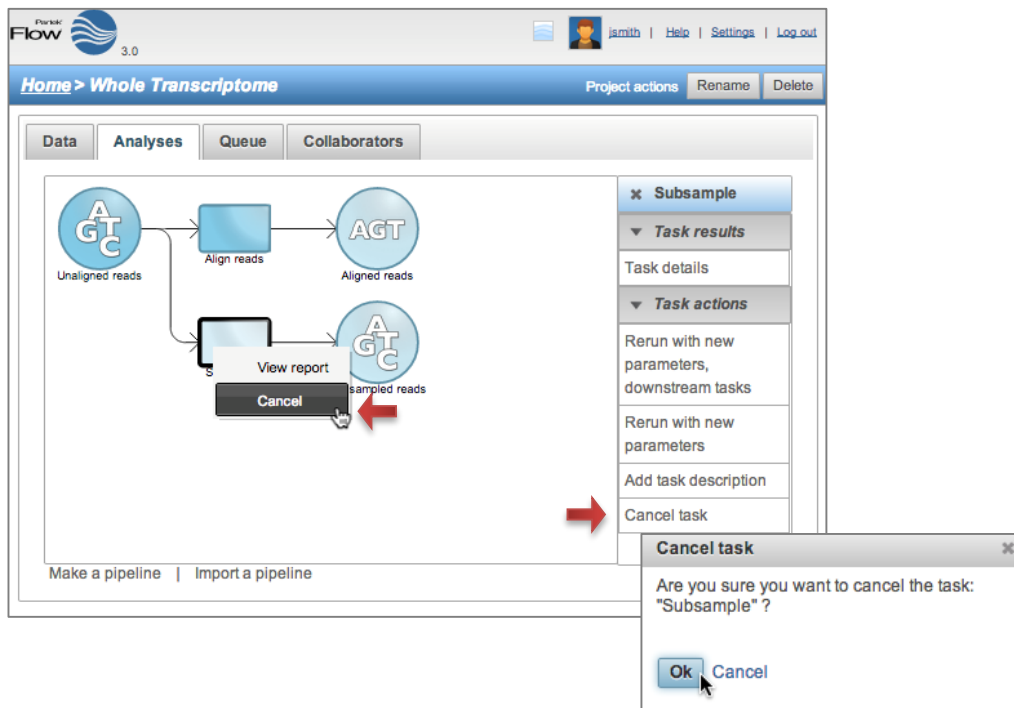 Partek
Flow
3.0
jsmith | Help | Settings | Log out
Home > Whole Transcriptome
Project actions Rename Delete
Data Analyses Queue Collaborators
A
G T
C
Unaligned reads
Align reads
AGT
Aligned reads
A
G T
C
S
sampled reads
View report
Cancel
Subsample
Task results
Task details
Task actions
Rerun with new
parameters,
downstream tasks
Rerun with new
parameters
Add task description
Cancel task
Make a pipeline | Import a pipeline
Cancel task
Are you sure you want to cancel the task:
"Subsample" ?
Ok Cancel